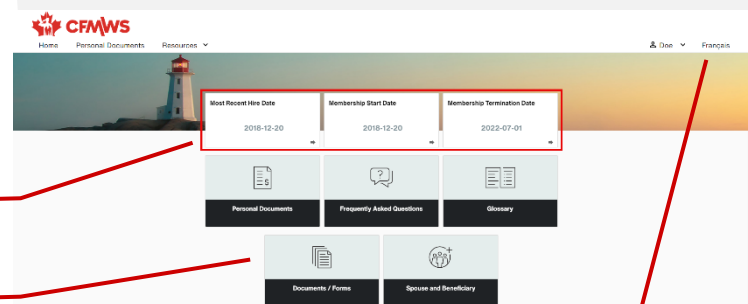 CFMWS
Home Personal Documents Resources Doe Français
Most Recent Hire Date Membership Start Date Membership Termination Date
2018-12-20 2018-12-20 2022-07-01
Personal Documents Frequently Asked Questions Glossary
Documents / Forms Spouse and Beneficiary